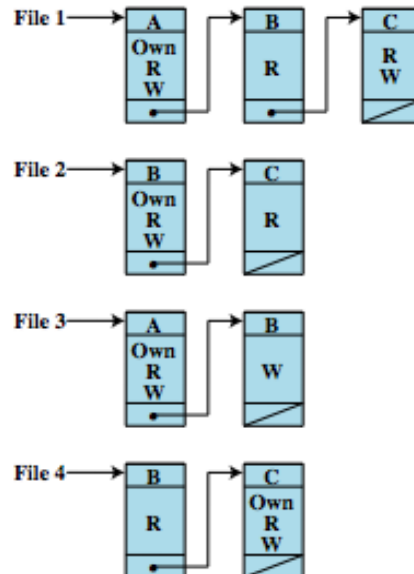 File 1 A B C
Own R R
R W
W
File 2 B C
Own R
R
W
File 3 A B
Own W
R
W
File 4 B C
R Own
R
W